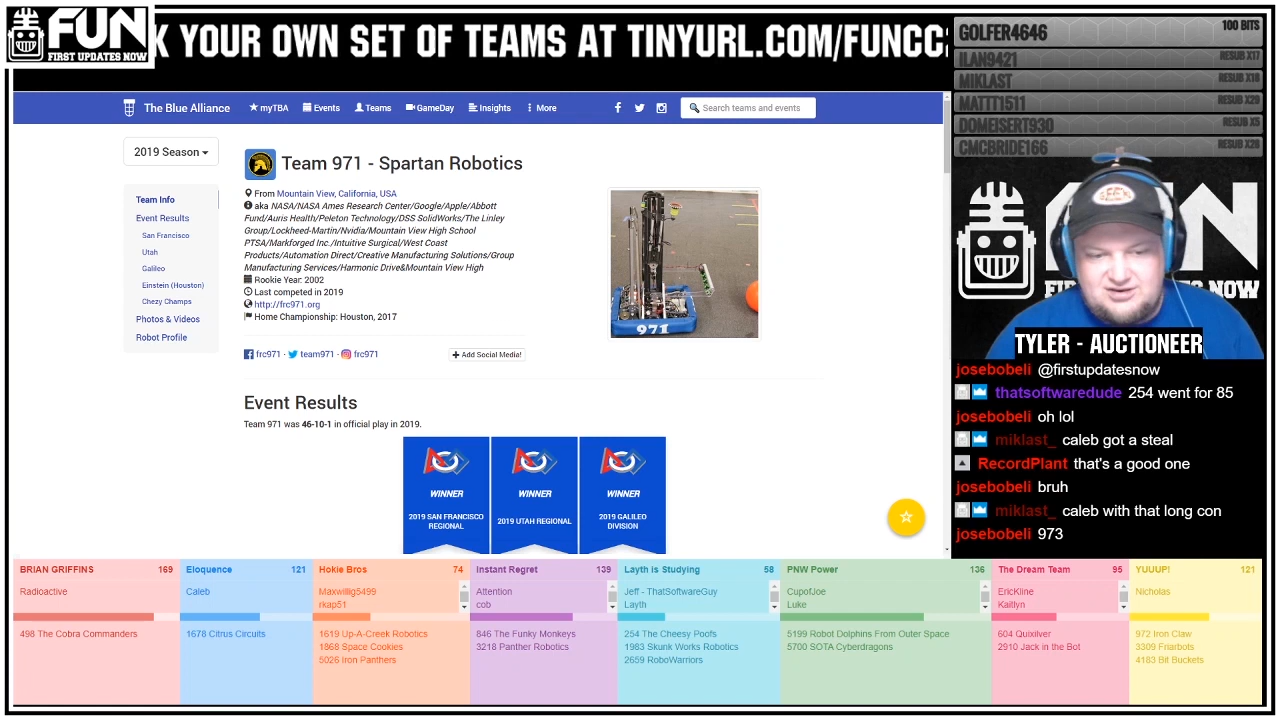 FUN
FIRST UPDATES NOW
K YOUR OWN SET OF TEAMS AT TINYURL.COM/FUNCC
The Blue Alliance
myTBA
Events
Teams
GameDay
Insights
More
Search teams and events
2019 Season
Team Info
Event Results
San Francisco
Utah
Galileo
Einstein (Houston)
Chezy Champs
Photos & Videos
Robot Profile
Team 971 - Spartan Robotics
From Mountain View, California, USA
aka NASA/NASA Ames Research Center/Google/Apple/Abbott
Fund/Auris Health/Peleton Technology/DSS SolidWorks/The Linley
Group/Lockheed-Martin/Nvidia/Mountain View High School
PTSA/Markforged Inc./Intuitive Surgical/West Coast
Products/Automation Direct/Creative Manufacturing Solutions/Group
Manufacturing Services/Harmonic Drive&Mountain View High
Rookie Year: 2002
Last competed in 2019
http://frc971.org
Home Championship: Houston, 2017
frc971 · team971 · frc971
Add Social Media!
971
Event Results
Team 971 was 46-10-1 in official play in 2019.
WINNER
2019 SAN FRANCISCO
REGIONAL
WINNER
2019 UTAH REGIONAL
WINNER
2019 GALILEO
DIVISION
GOLFER4646 100 BITS
ILAN9421 RESUB X17
MIKLAST RESUB X18
MATTT1511 RESUB X29
DOMEISERT930 RESUB X5
CMCBRIDE166 RESUB X28
TYLER - AUCTIONEER
josebobeli @firstupdatesnow
thatsoftwaredude 254 went for 85
josebobeli oh lol
miklast_ caleb got a steal
RecordPlant that's a good one
josebobeli bruh
miklast_ caleb with that long con
josebobeli 973
BRIAN GRIFFINS 169
Radioactive
498 The Cobra Commanders
Eloquence 121
Caleb
1678 Citrus Circuits
Hokie Bros 74
Maxwillig5499
rkap51
1619 Up-A-Creek Robotics
1868 Space Cookies
5026 Iron Panthers
Instant Regret 139
Attention
cob
846 The Funky Monkeys
3218 Panther Robotics
Layth is Studying 58
Jeff - ThatSoftwareGuy
Layth
254 The Cheesy Poofs
1983 Skunk Works Robotics
2659 RoboWarriors
PNW Power 136
CupofJoe
Luke
5199 Robot Dolphins From Outer Space
5700 SOTA Cyberdragons
The Dream Team 95
EricKline
Kaitlyn
604 Quixilver
2910 Jack in the Bot
YUUUP! 121
Nicholas
972 Iron Claw
3309 Friarbots
4183 Bit Buckets